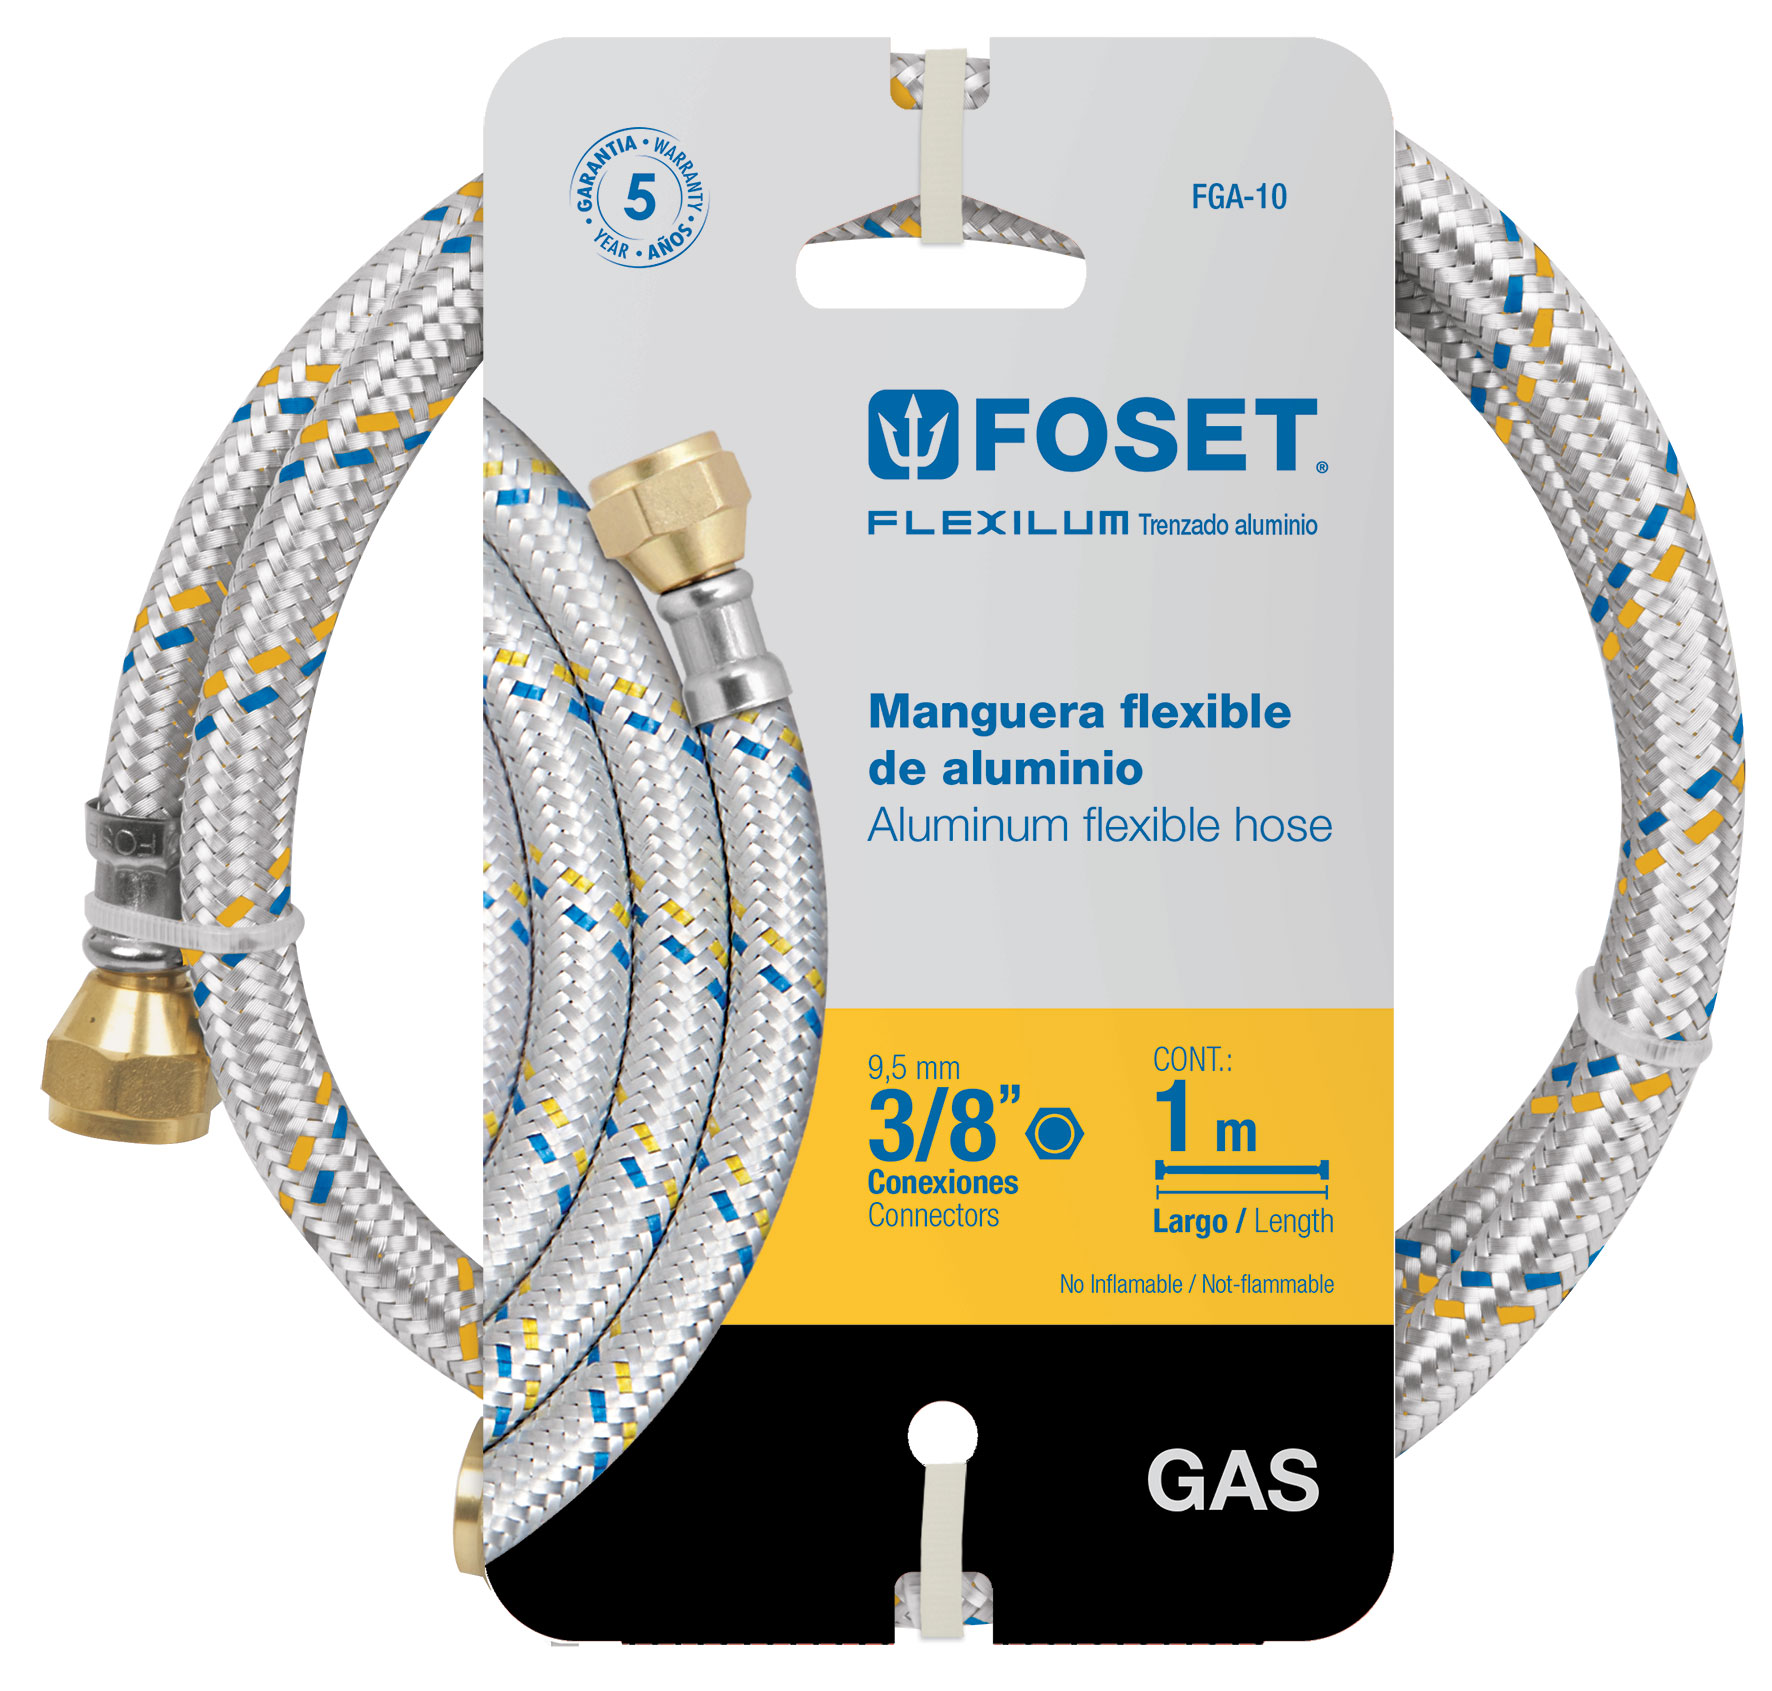 GARANTIA • WARRANTY •
5
YEAR • AÑOS •
FGA-10
FOSET®
FLEXILUM Trenzado aluminio
Manguera flexible
de aluminio
Aluminum flexible hose
9,5 mm
3/8”
Conexiones
Connectors
CONT.:
1 m
Largo / Length
No Inflamable / Not-flammable
GAS